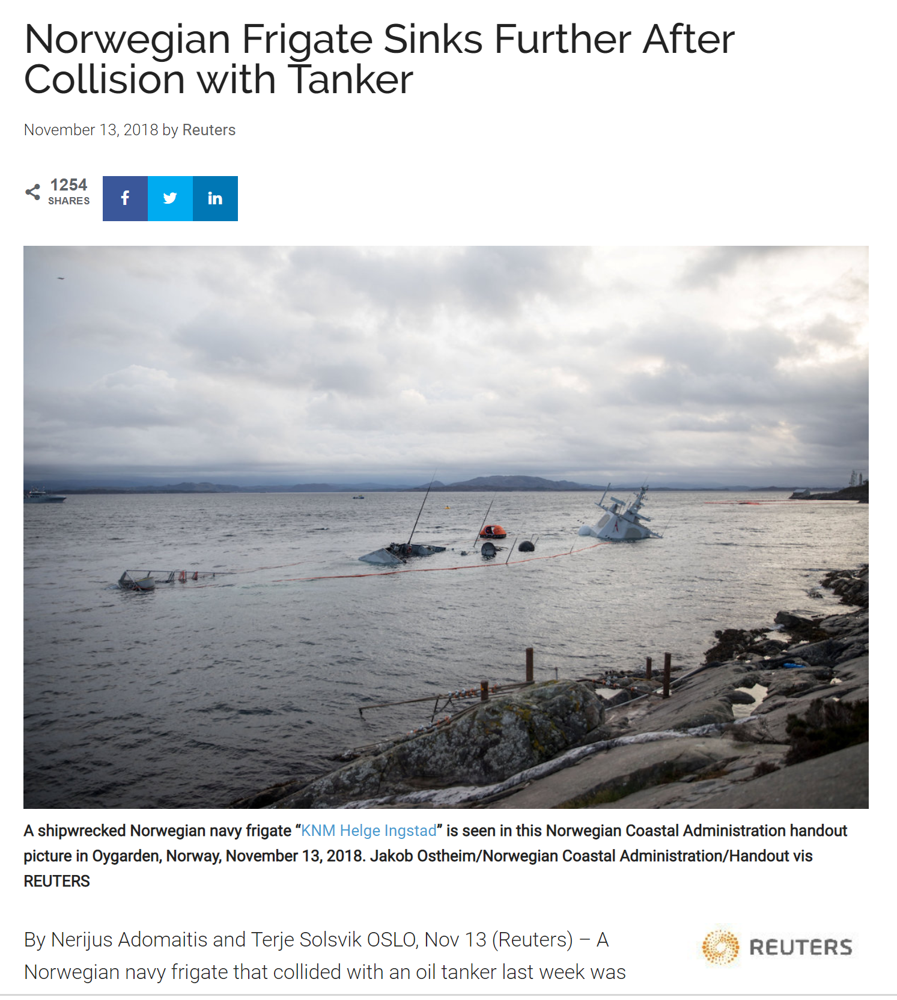 Norwegian Frigate Sinks Further After
Collision with Tanker
November 13, 2018 by Reuters
1254
SHARES
f
in
A shipwrecked Norwegian navy frigate “KNM Helge Ingstad” is seen in this Norwegian Coastal Administration handout
picture in Oygarden, Norway, November 13, 2018. Jakob Ostheim/Norwegian Coastal Administration/Handout vis
REUTERS
By Nerijus Adomaitis and Terje Solsvik OSLO, Nov 13 (Reuters) – A
Norwegian navy frigate that collided with an oil tanker last week was
REUTERS